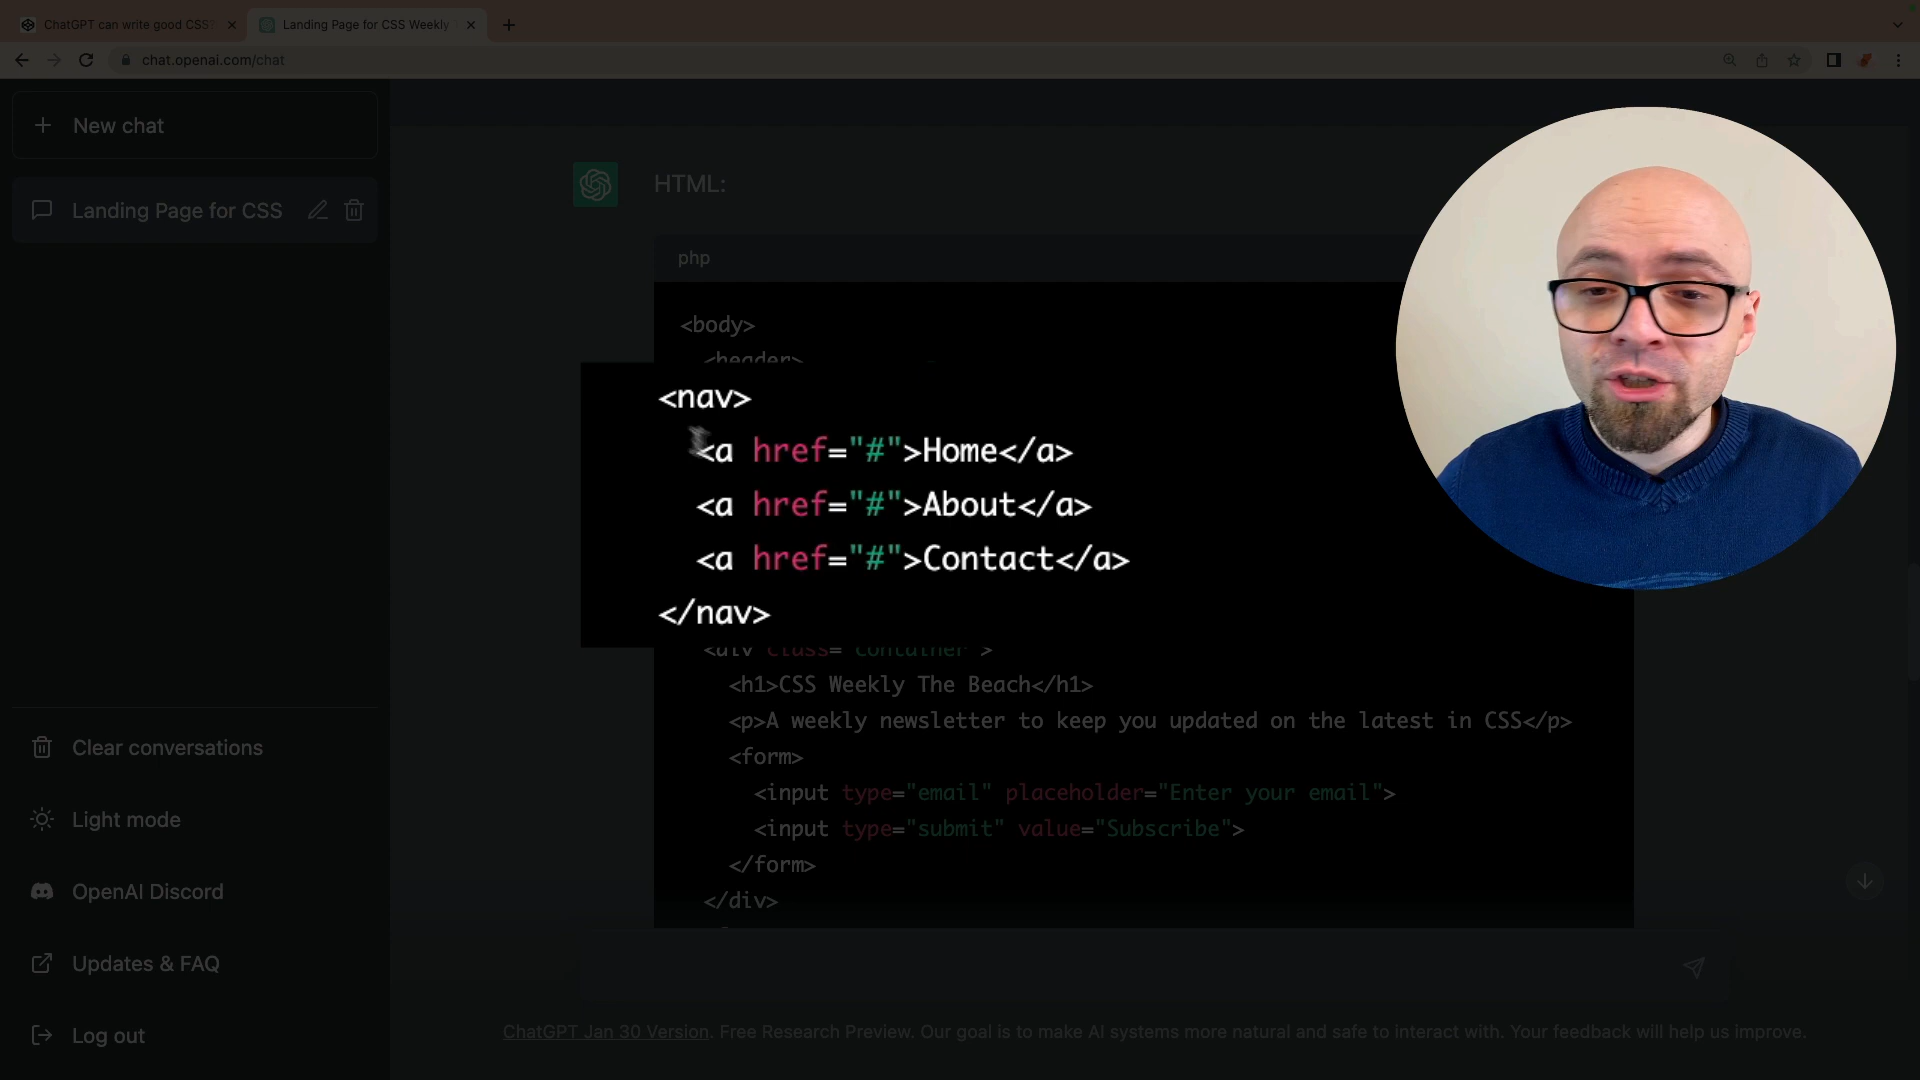 ChatGPT can write good CSS?
Landing Page for CSS Weekly
chat.openai.com/chat
New chat
Landing Page for CSS
HTML:
php
<body>
<header>
<nav>
<a href="#">Home</a>
<a href="#">About</a>
<a href="#">Contact</a>
</nav>
<div class="container">
<h1>CSS Weekly The Beach</h1>
<p>A weekly newsletter to keep you updated on the latest in CSS</p>
<form>
<input type="email" placeholder="Enter your email">
<input type="submit" value="Subscribe">
</form>
</div>
Clear conversations
Light mode
OpenAI Discord
Updates & FAQ
Log out
ChatGPT Jan 30 Version. Free Research Preview. Our goal is to make AI systems more natural and safe to interact with. Your feedback will help us improve.